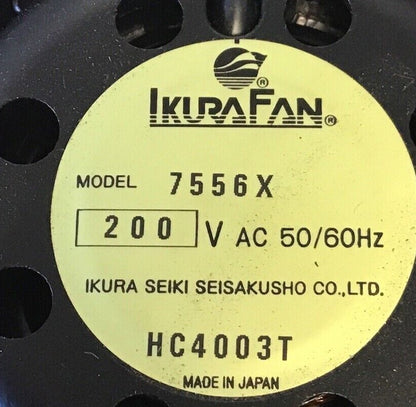 ®
IKURAFAN®
MODEL 7556X
200 V AC 50/60Hz
IKURA SEIKI SEISAKUSHO CO.,LTD.
HC4003T
MADE IN JAPAN